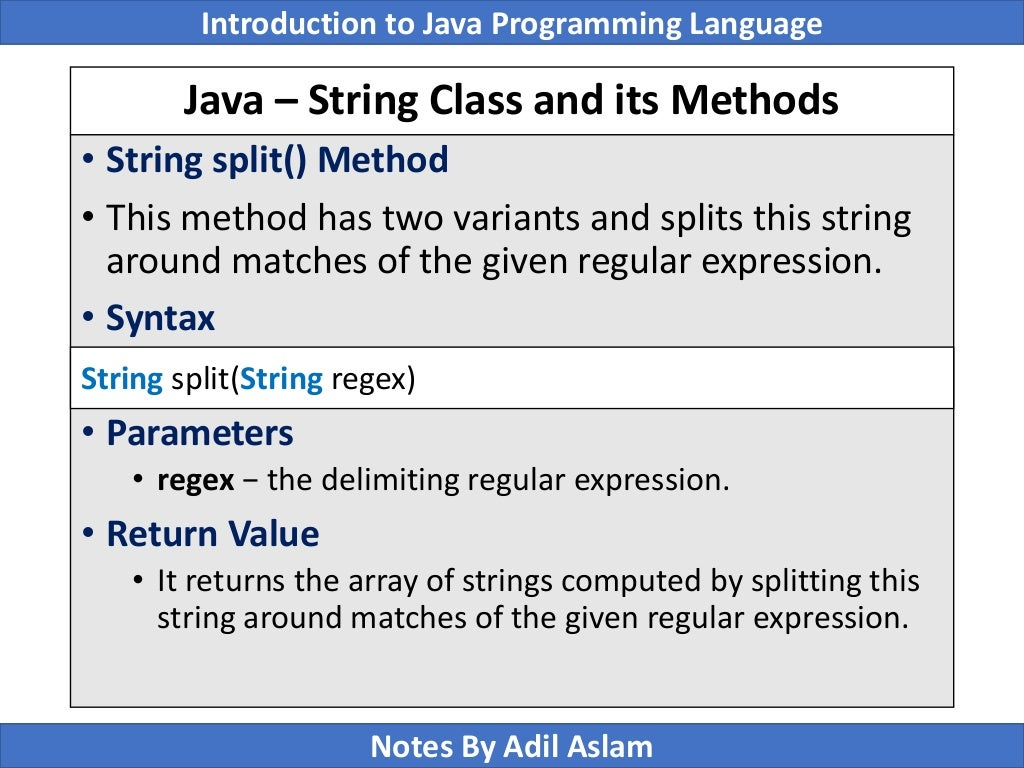 Introduction to Java Programming Language
Java – String Class and its Methods
• String split() Method
• This method has two variants and splits this string
around matches of the given regular expression.
• Syntax
String split(String regex)
• Parameters
• regex – the delimiting regular expression.
• Return Value
• It returns the array of strings computed by splitting this
string around matches of the given regular expression.
Notes By Adil Aslam